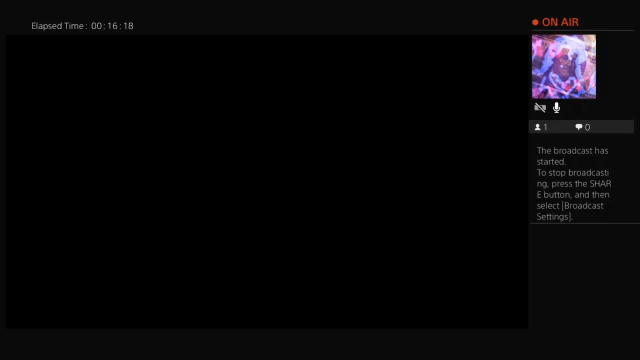 Elapsed Time : 00 : 16 : 18
ON AIR
1
0
The broadcast has
started.
To stop broadcasti
ng, press the SHAR
E button, and then
select [Broadcast
Settings].